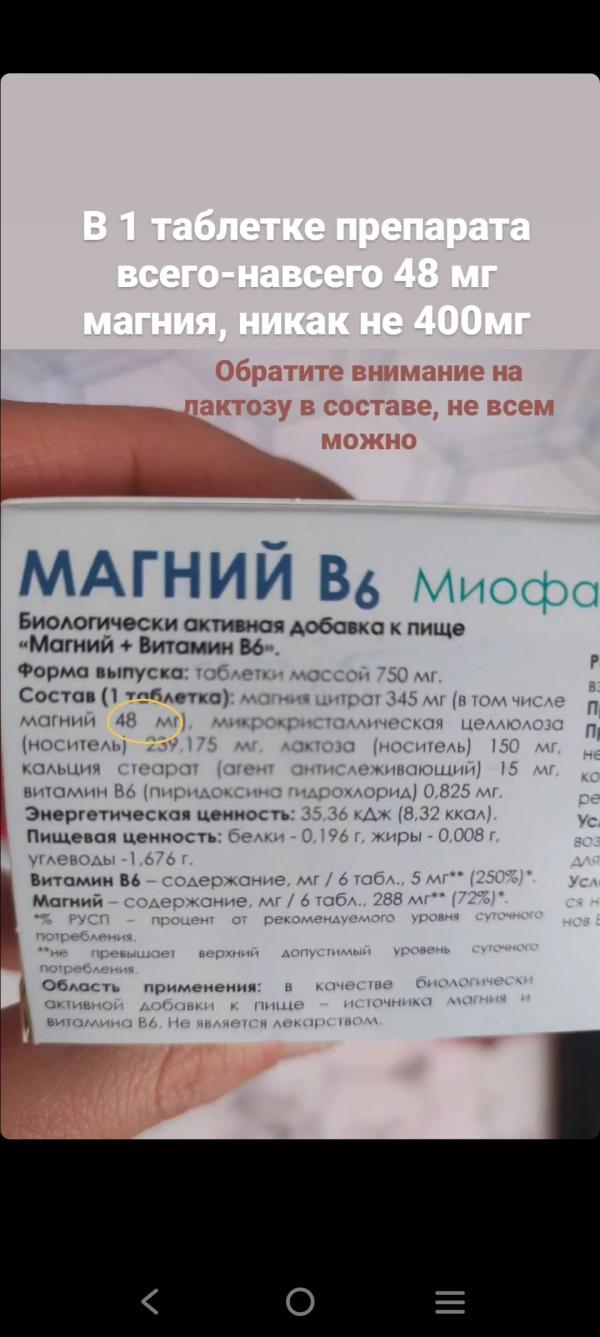 В 1 таблетке препарата
всего-навсего 48 мг
магния, никак не 400мг
Обратите внимание на
лактозу в составе, не всем
можно
МАГНИЙ В6 Миофа
Биологически активная добавка к пище
«Магний + Витамин В6».
Форма выпуска: таблетки массой 750 мг.
Состав (1 таблетка): магния цитрат 345 мг (в том числе
магний 48 мг), микрокристаллическая целлюлоза
(носитель) 239,175 мг, лактоза (носитель) 150 мг,
кальция стеарат (агент антислеживающий) 15 мг,
витамин В6 (пиридоксина гидрохлорид) 0,825 мг.
Энергетическая ценность: 35,36 кДж (8,32 ккал).
Пищевая ценность: белки - 0,196 г, жиры - 0,008 г,
углеводы -1,676 г.
Витамин В6 – содержание, мг / 6 табл., 5 мг** (250%)*.
Магний – содержание, мг / 6 табл., 288 мг** (72%)*.
*% РУСП – процент от рекомендуемого уровня суточного
потребления.
**не превышает верхний допустимый уровень суточного
потребления.
Область применения: в качестве биологически
активной добавки к пище – источника магния и
витамина В6. Не является лекарством.